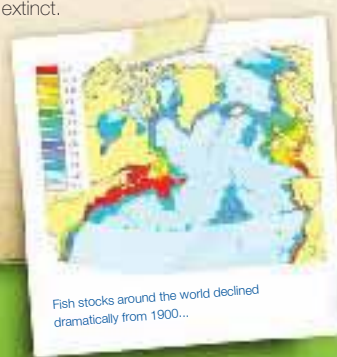 extinct.
Fish stocks around the world declined
dramatically from 1900...